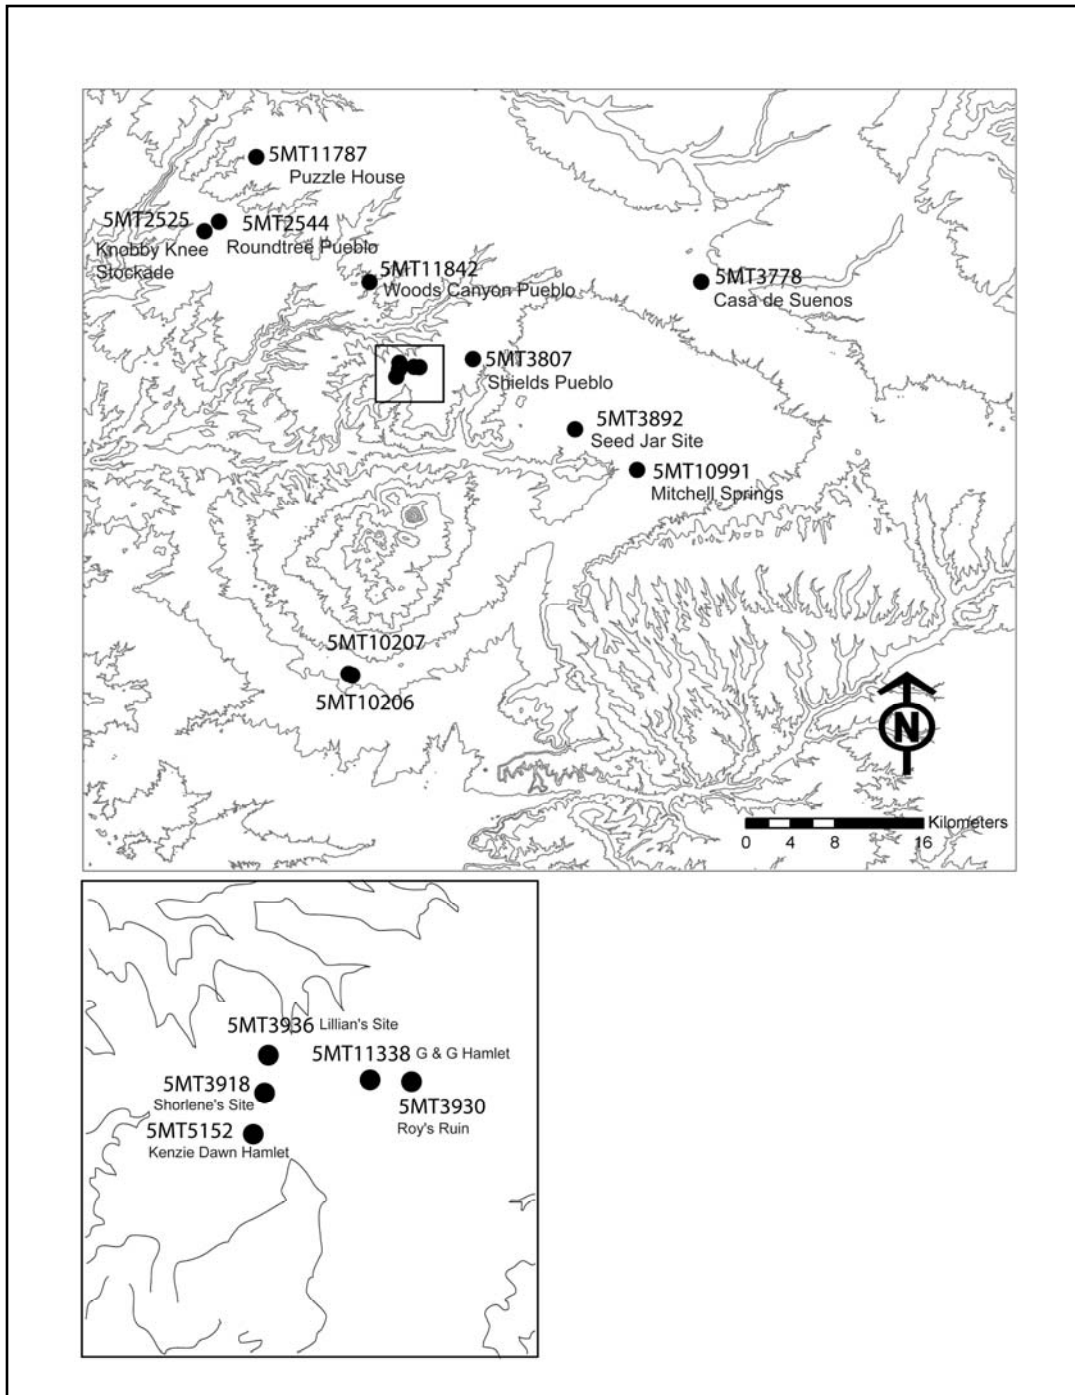 5MT11787
Puzzle House
5MT2525
Knobby Knee
Stockade
5MT2544
Roundtree Pueblo
5MT11842
Woods Canyon Pueblo
5MT3778
Casa de Suenos
5MT3807
Shields Pueblo
5MT3892
Seed Jar Site
5MT10991
Mitchell Springs
5MT10207
5MT10206
N
Kilometers
0 4 8 16
5MT3936 Lillian's Site
5MT11338 G & G Hamlet
5MT3918
Shorlene's Site
5MT3930
Roy's Ruin
5MT5152
Kenzie Dawn Hamlet